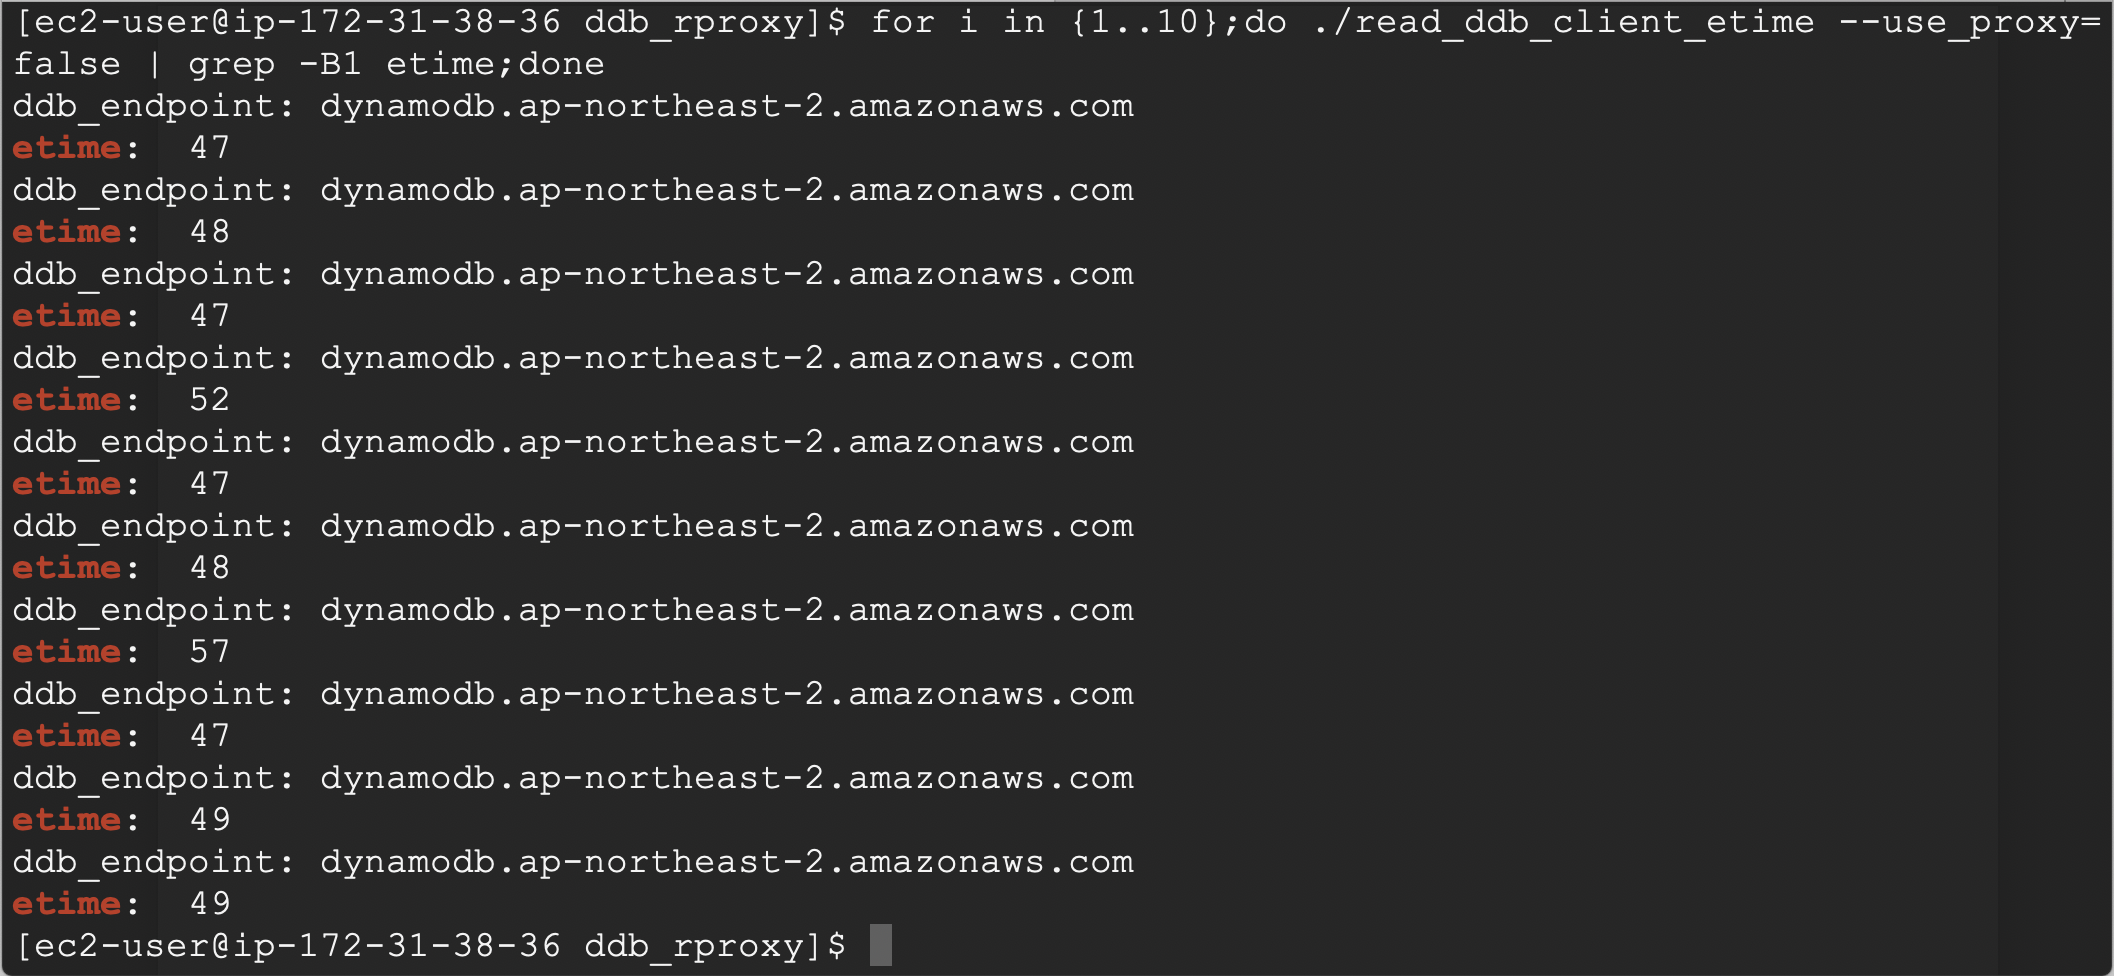 [ec2-user@ip-172-31-38-36 ddb_rproxy]$ for i in {1..10};do ./read_ddb_client_etime --use_proxy=
false | grep -B1 etime;done
ddb_endpoint: dynamodb.ap-northeast-2.amazonaws.com
etime:  47
ddb_endpoint: dynamodb.ap-northeast-2.amazonaws.com
etime:  48
ddb_endpoint: dynamodb.ap-northeast-2.amazonaws.com
etime:  47
ddb_endpoint: dynamodb.ap-northeast-2.amazonaws.com
etime:  52
ddb_endpoint: dynamodb.ap-northeast-2.amazonaws.com
etime:  47
ddb_endpoint: dynamodb.ap-northeast-2.amazonaws.com
etime:  48
ddb_endpoint: dynamodb.ap-northeast-2.amazonaws.com
etime:  57
ddb_endpoint: dynamodb.ap-northeast-2.amazonaws.com
etime:  47
ddb_endpoint: dynamodb.ap-northeast-2.amazonaws.com
etime:  49
ddb_endpoint: dynamodb.ap-northeast-2.amazonaws.com
etime:  49
[ec2-user@ip-172-31-38-36 ddb_rproxy]$